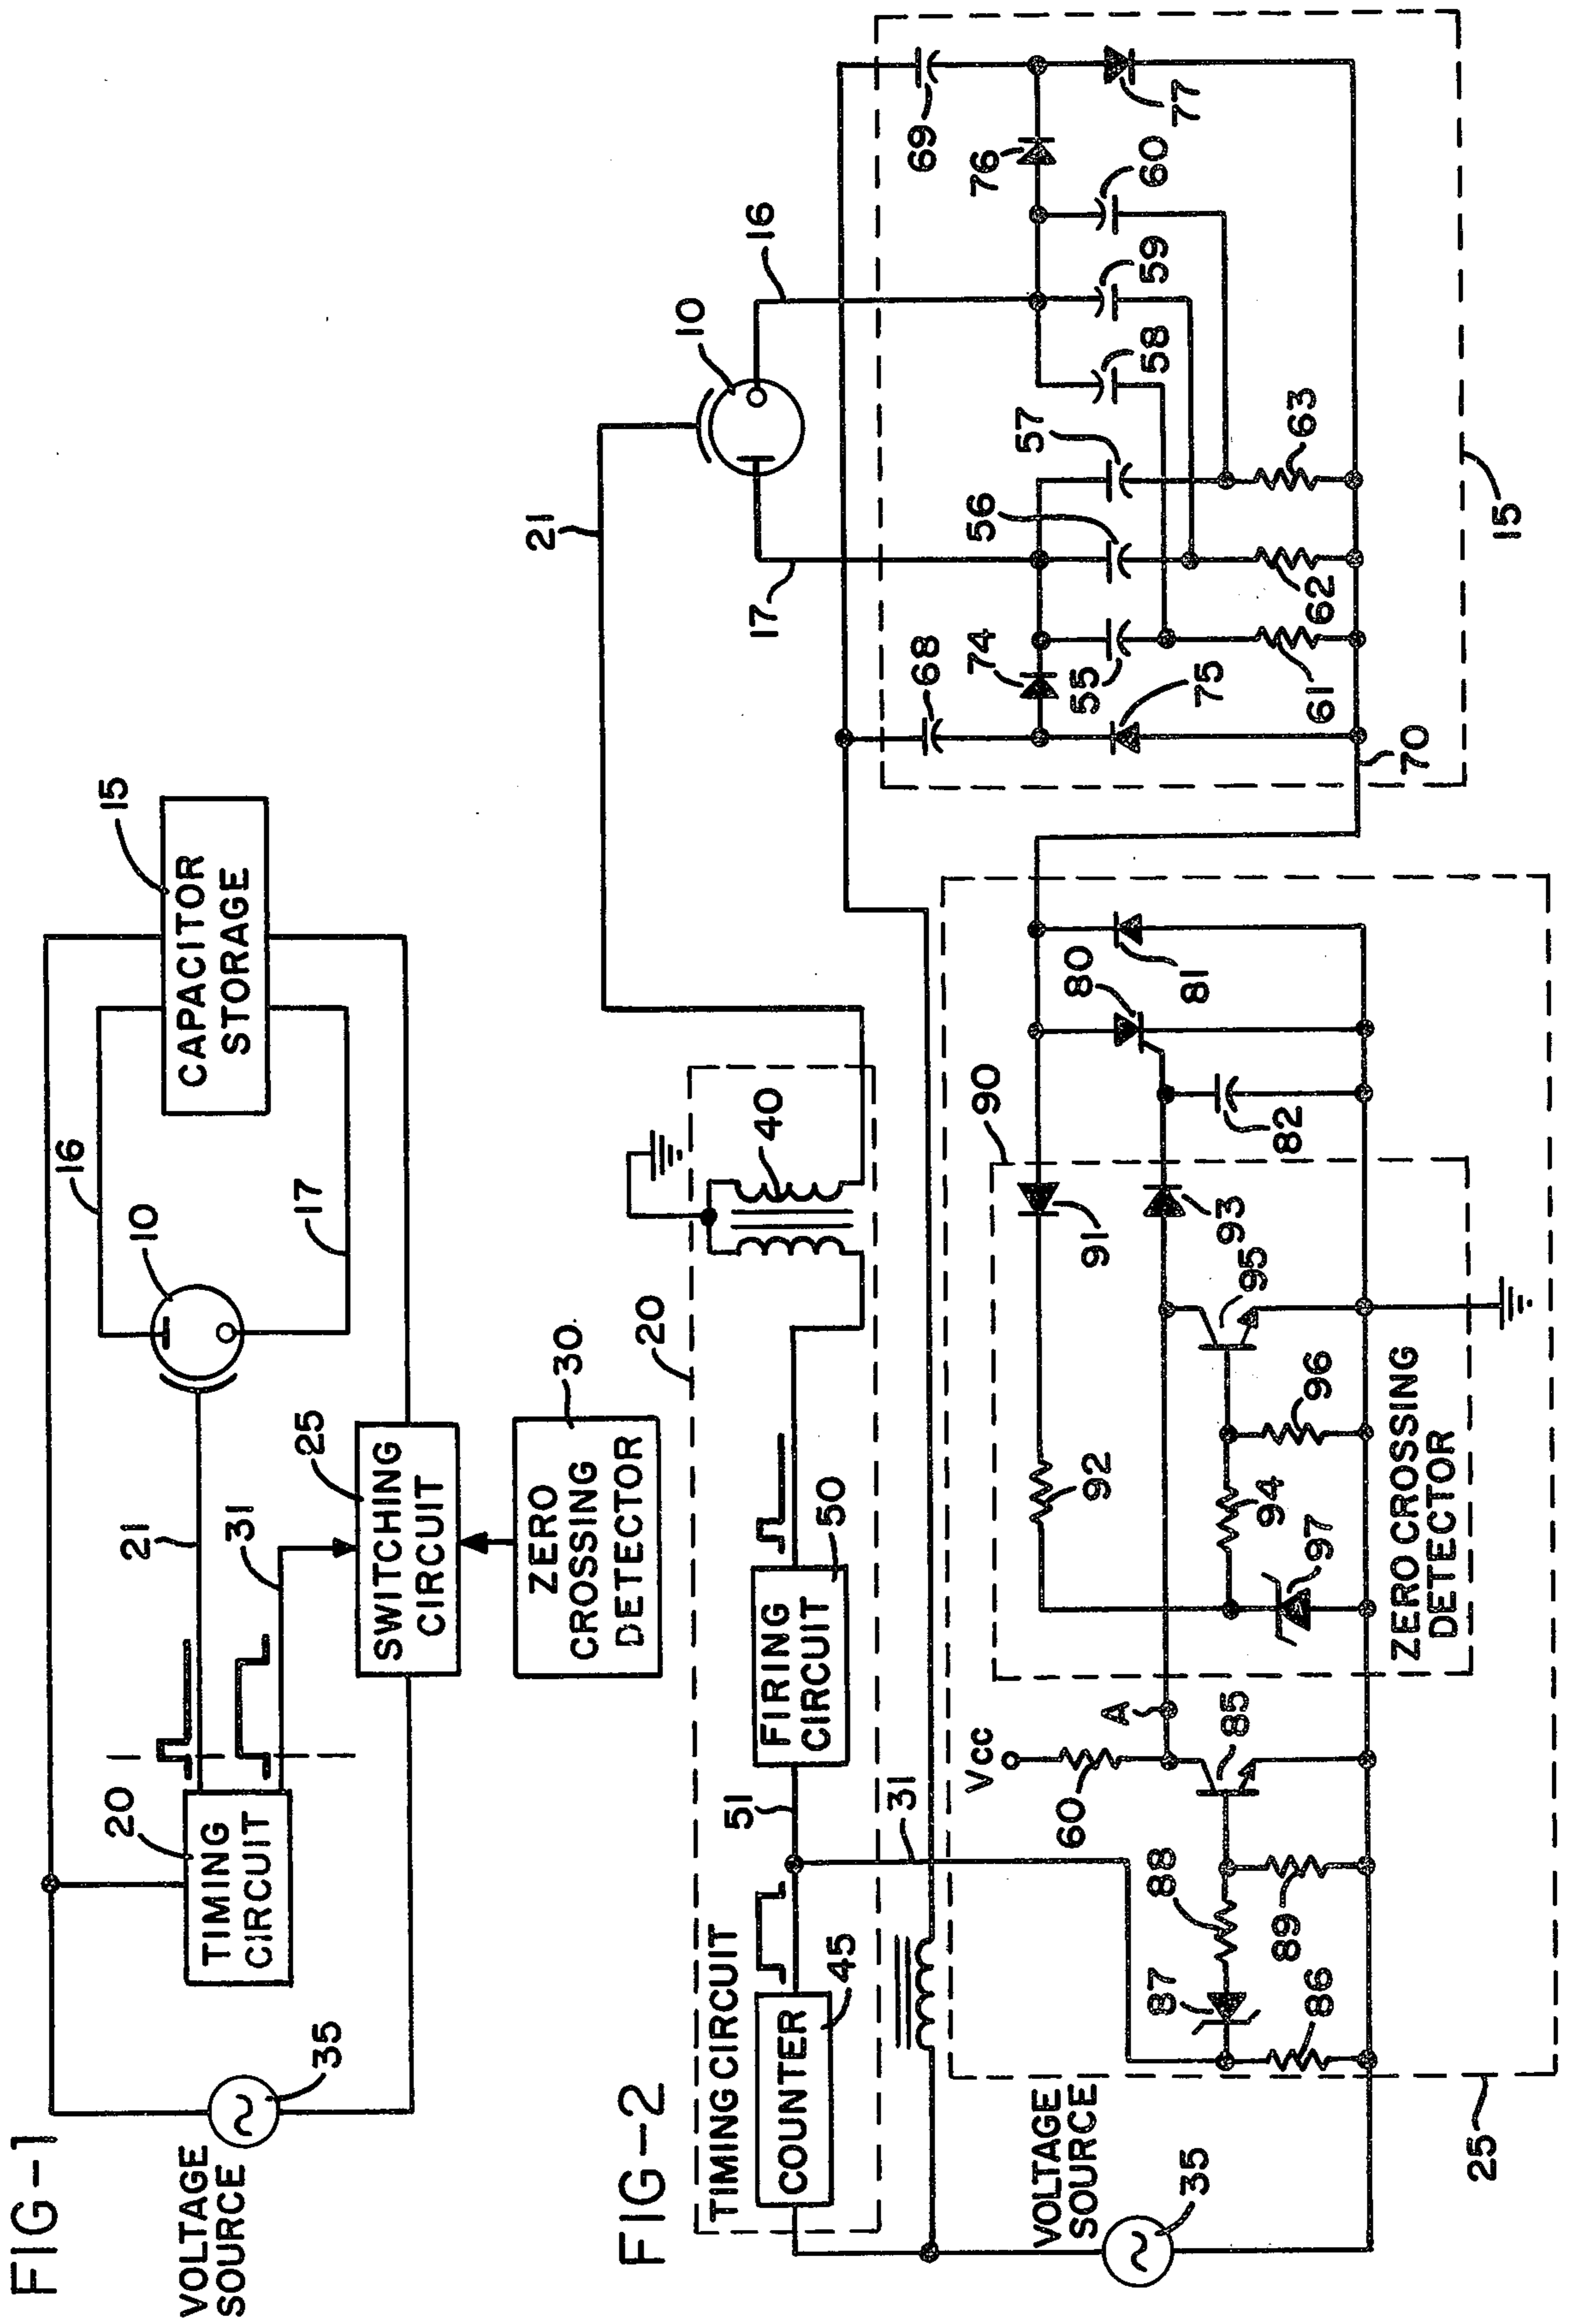 FIG-1
VOLTAGE
SOURCE
35
TIMING
CIRCUIT
20
21
31
10
16
17
CAPACITOR
STORAGE
15
SWITCHING
CIRCUIT
25
ZERO
CROSSING
DETECTOR
30
FIG-2
TIMING CIRCUIT
COUNTER
45
51
FIRING
CIRCUIT
50
20
40
21
10
16
17
31
VOLTAGE
SOURCE
35
25
86
87
88
89
85
Vcc
60
A
ZERO CROSSING
DETECTOR
90
91
92
93
94
95
96
97
82
80
81
70
15
68
74
75
55
56
57
58
59
60
61
62
63
69
76
77